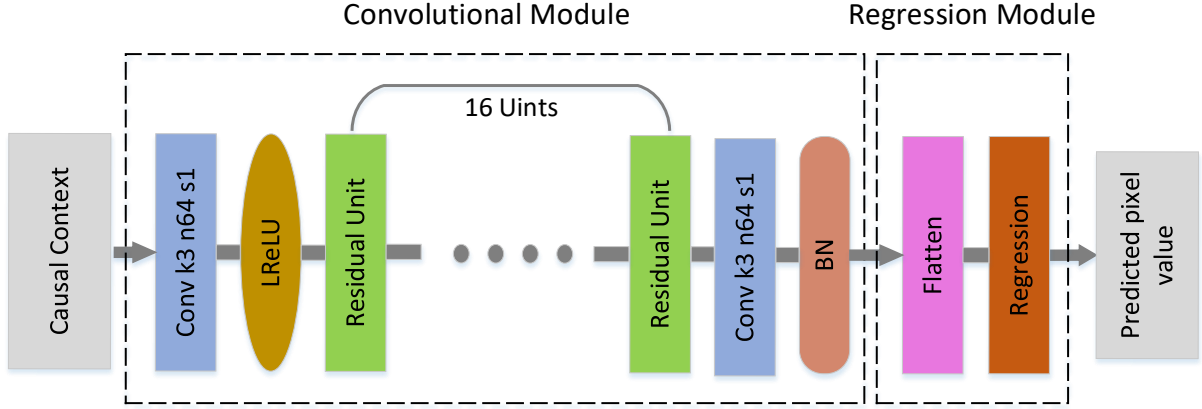 Convolutional Module
Regression Module
16 Uints
Causal Context
Conv k3 n64 s1
LReLU
Residual Unit
Residual Unit
Conv k3 n64 s1
BN
Flatten
Regression
Predicted pixel
value